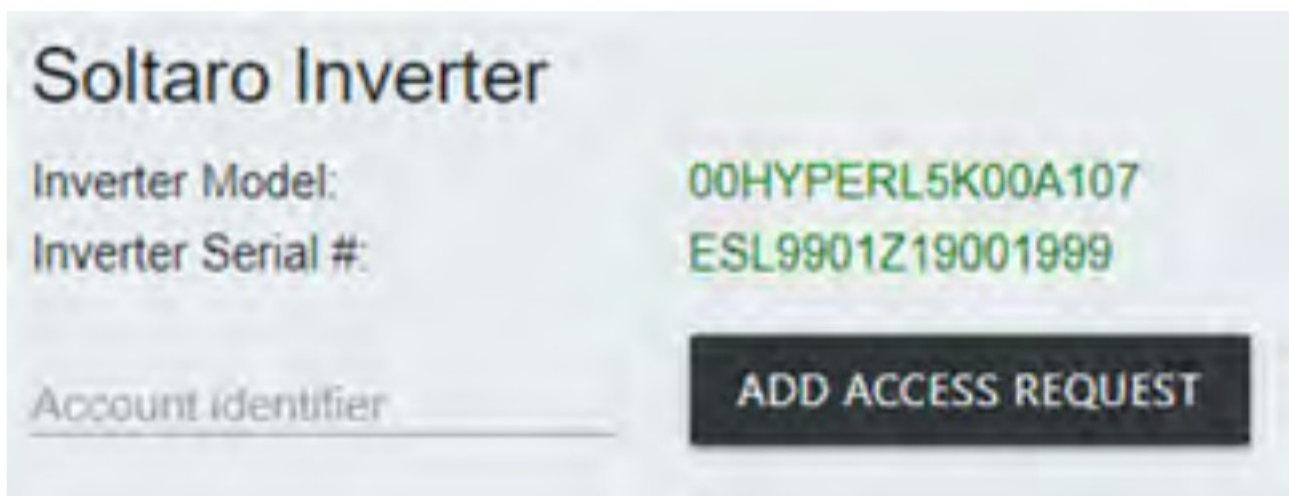 Soltaro Inverter
Inverter Model: 00HYPERL5K00A107
Inverter Serial #: ESL9901Z19001999
Account identifier ADD ACCESS REQUEST